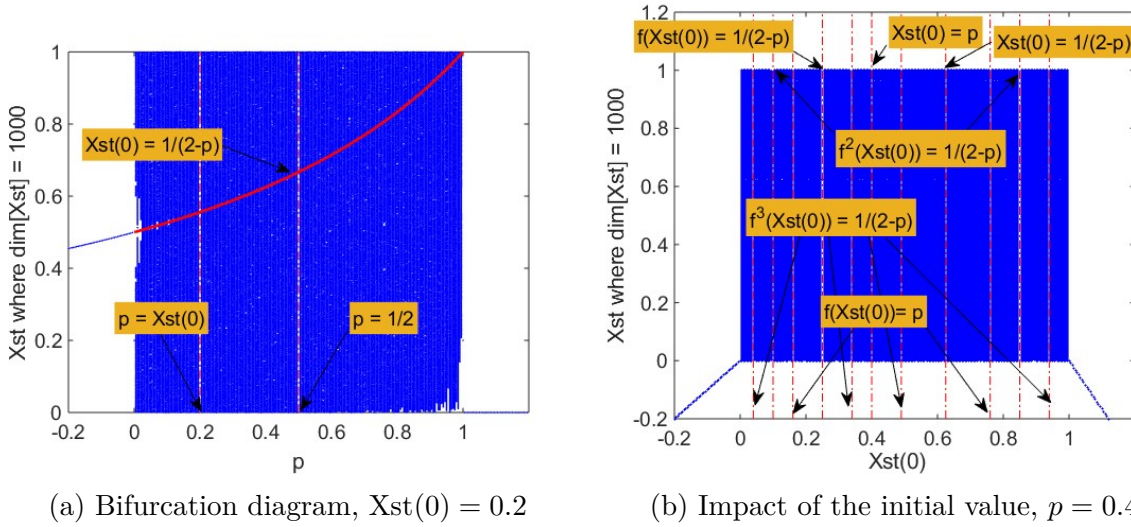 1
0.8
0.6
0.4
0.2
0
-0.2 0 0.2 0.4 0.6 0.8 1
p
Xst where dim[Xst] = 1000
Xst(0) = 1/(2-p)
p = Xst(0)
p = 1/2
(a) Bifurcation diagram, Xst(0) = 0.2
1.2
1
0.8
0.6
0.4
0.2
0
-0.2
-0.2 0 0.2 0.4 0.6 0.8 1
Xst(0)
Xst where dim[Xst] = 1000
f(Xst(0)) = 1/(2-p)
Xst(0) = p
Xst(0) = 1/(2-p)
f²(Xst(0)) = 1/(2-p)
f³(Xst(0)) = 1/(2-p)
f(Xst(0))= p
(b) Impact of the initial value, p = 0.4